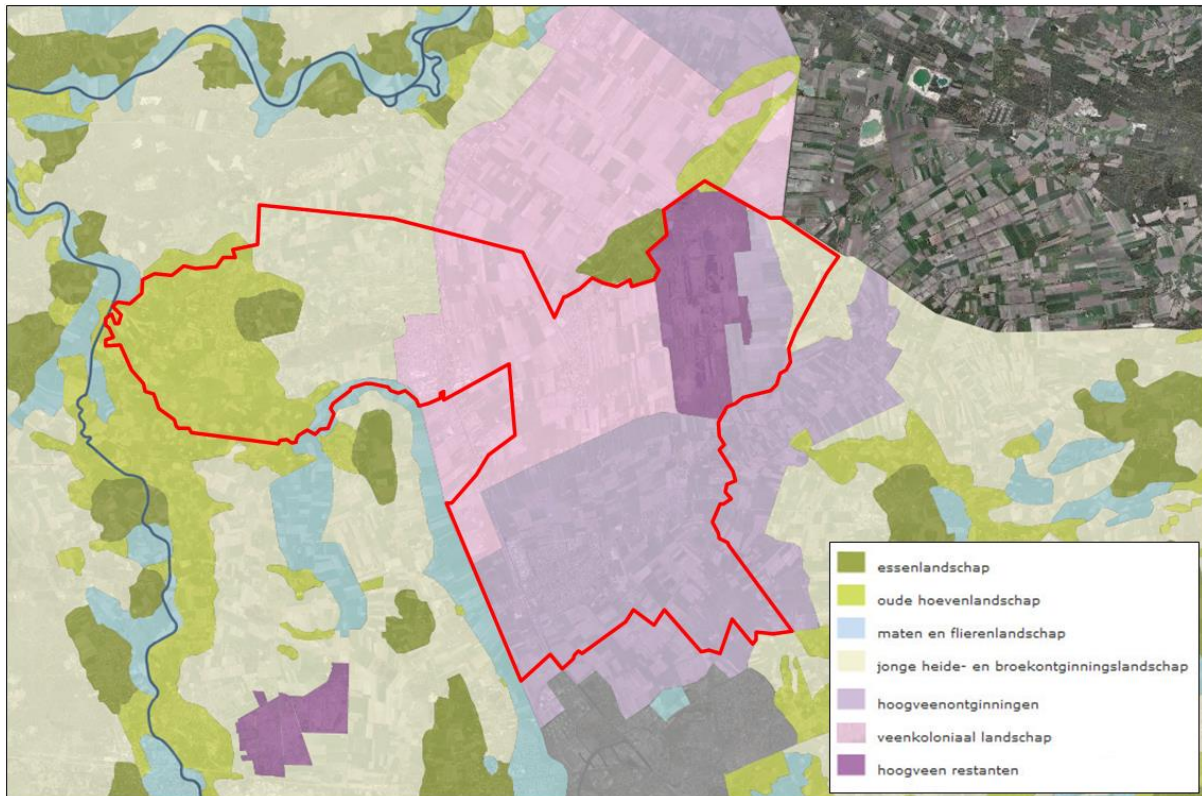 essenlandschap
oude hoevenlandschap
maten en flierenlandschap
jonge heide- en broekontginningslandschap
hoogveenontginningen
veenkoloniaal landschap
hoogveen restanten